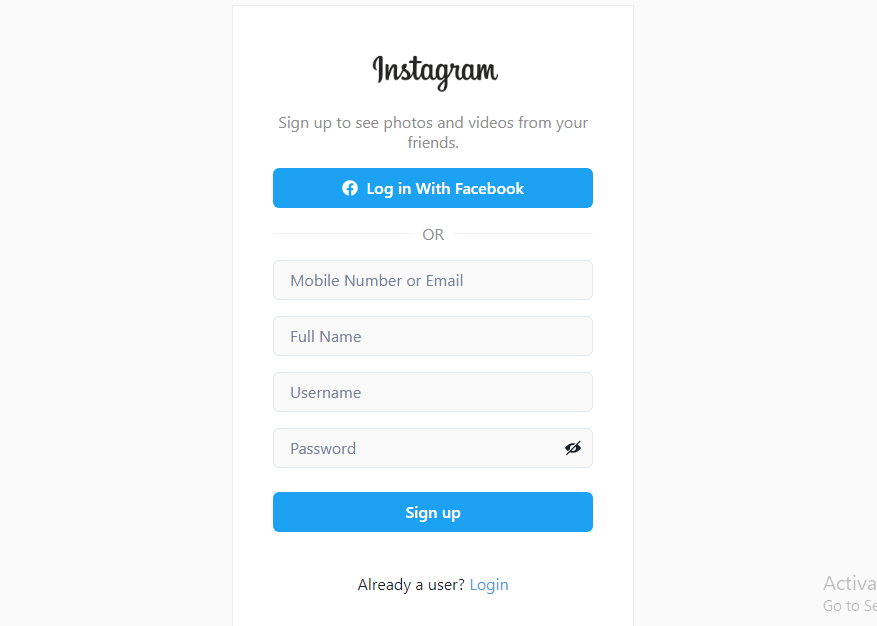 Instagram
Sign up to see photos and videos from your
friends.
Log in With Facebook
OR
Mobile Number or Email
Full Name
Username
Password
Sign up
Already a user? Login
Activa
Go to Se